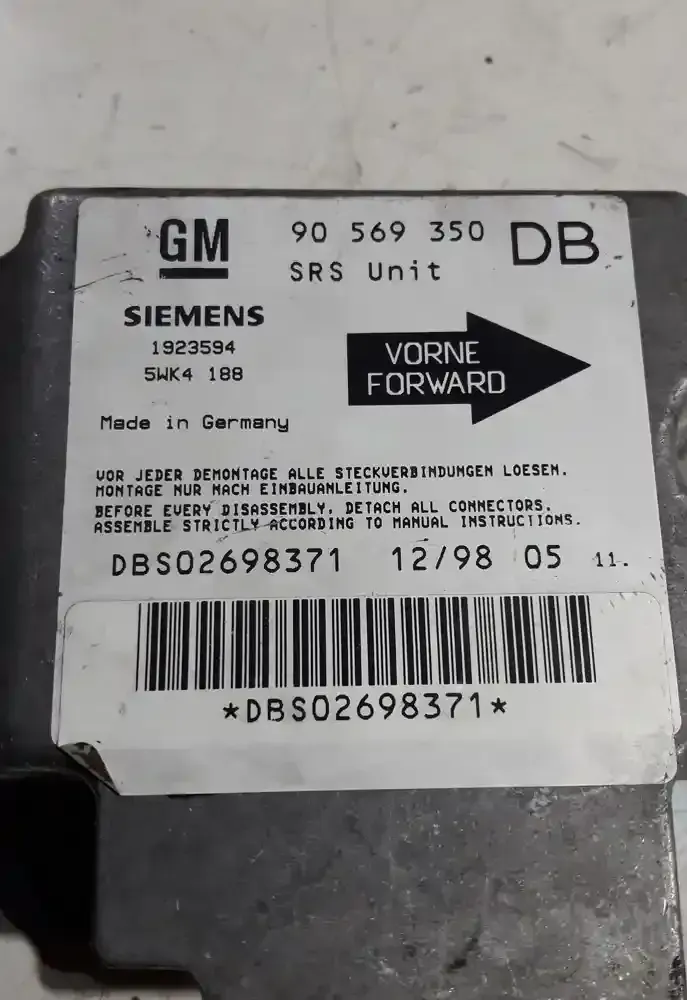 GM
90 569 350 DB
SRS Unit
SIEMENS
1923594
5WK4 188
VORNE
FORWARD
Made in Germany
VOR JEDER DEMONTAGE ALLE STECKVERBINDUNGEN LOESEN.
MONTAGE NUR NACH EINBAUANLEITUNG.
BEFORE EVERY DISASSEMBLY, DETACH ALL CONNECTORS.
ASSEMBLE STRICTLY ACCORDING TO MANUAL INSTRUCTIONS.
DBS02698371 12/98 05 11.
*DBS02698371*